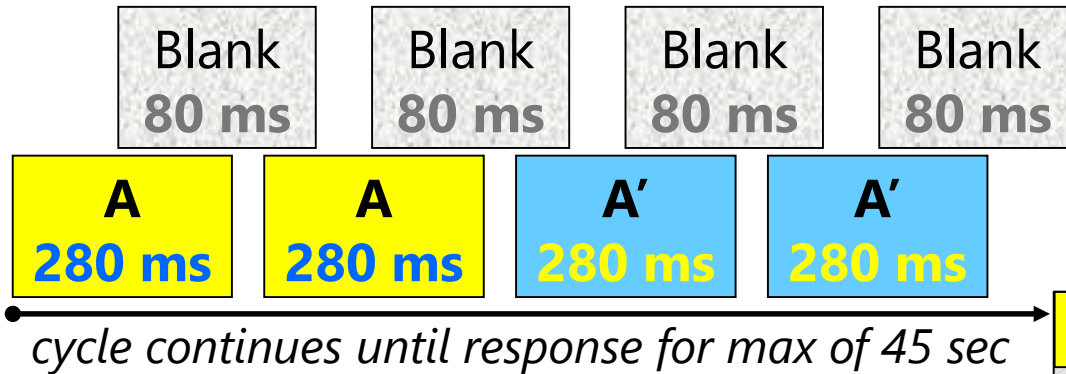 Blank
80 ms
Blank
80 ms
Blank
80 ms
Blank
80 ms
A
280 ms
A
280 ms
A′
280 ms
A′
280 ms
cycle continues until response for max of 45 sec